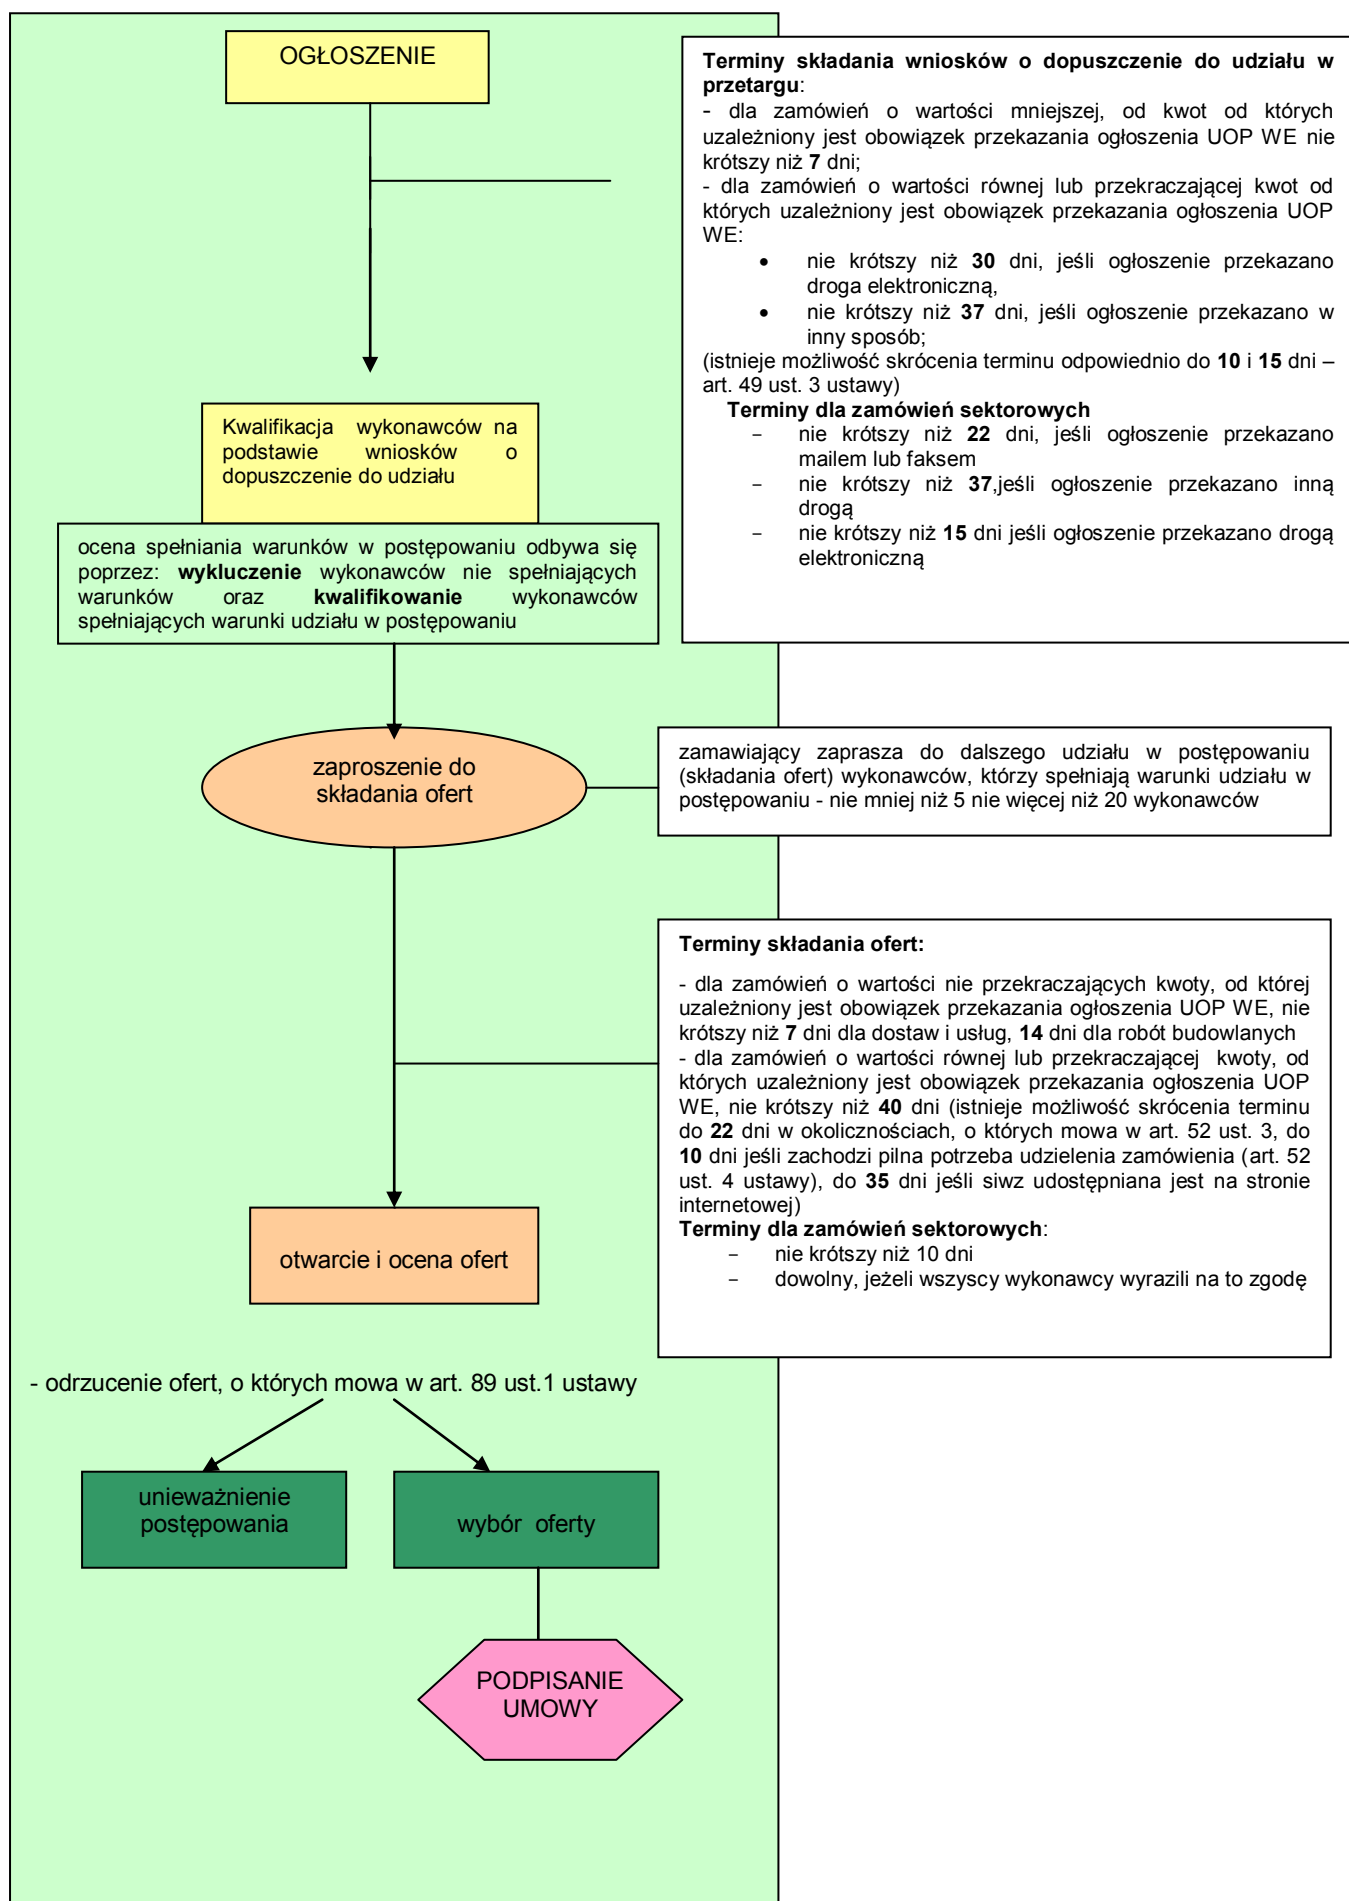 OGŁOSZENIE
Terminy składania wniosków o dopuszczenie do udziału w
przetargu:
- dla zamówień o wartości mniejszej, od kwot od których
uzależniony jest obowiązek przekazania ogłoszenia UOP WE nie
krótszy niż 7 dni;
- dla zamówień o wartości równej lub przekraczającej kwot od
których uzależniony jest obowiązek przekazania ogłoszenia UOP
WE:
• nie krótszy niż 30 dni, jeśli ogłoszenie przekazano
droga elektroniczną,
• nie krótszy niż 37 dni, jeśli ogłoszenie przekazano w
inny sposób;
(istnieje możliwość skrócenia terminu odpowiednio do 10 i 15 dni –
art. 49 ust. 3 ustawy)
Terminy dla zamówień sektorowych
- nie krótszy niż 22 dni, jeśli ogłoszenie przekazano
mailem lub faksem
- nie krótszy niż 37,jeśli ogłoszenie przekazano inną
drogą
- nie krótszy niż 15 dni jeśli ogłoszenie przekazano drogą
elektroniczną
Kwalifikacja wykonawców na
podstawie wniosków o
dopuszczenie do udziału
ocena spełniania warunków w postępowaniu odbywa się
poprzez: wykluczenie wykonawców nie spełniających
warunków oraz kwalifikowanie wykonawców
spełniających warunki udziału w postępowaniu
zaproszenie do
składania ofert
zamawiający zaprasza do dalszego udziału w postępowaniu
(składania ofert) wykonawców, którzy spełniają warunki udziału w
postępowaniu - nie mniej niż 5 nie więcej niż 20 wykonawców
Terminy składania ofert:
- dla zamówień o wartości nie przekraczających kwoty, od której
uzależniony jest obowiązek przekazania ogłoszenia UOP WE, nie
krótszy niż 7 dni dla dostaw i usług, 14 dni dla robót budowlanych
- dla zamówień o wartości równej lub przekraczającej kwoty, od
których uzależniony jest obowiązek przekazania ogłoszenia UOP
WE, nie krótszy niż 40 dni (istnieje możliwość skrócenia terminu
do 22 dni w okolicznościach, o których mowa w art. 52 ust. 3, do
10 dni jeśli zachodzi pilna potrzeba udzielenia zamówienia (art. 52
ust. 4 ustawy), do 35 dni jeśli siwz udostępniana jest na stronie
internetowej)
Terminy dla zamówień sektorowych:
- nie krótszy niż 10 dni
- dowolny, jeżeli wszyscy wykonawcy wyrazili na to zgodę
otwarcie i ocena ofert
- odrzucenie ofert, o których mowa w art. 89 ust.1 ustawy
unieważnienie
postępowania
wybór oferty
PODPISANIE
UMOWY